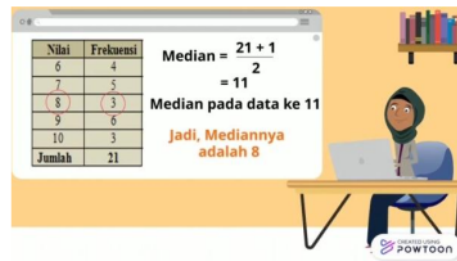 Nilai Frekuensi
6 4
7 5
8 3
9 6
10 3
Jumlah 21
Median = 21 + 1
2
= 11
Median pada data ke 11
Jadi, Mediannya
adalah 8
CREATED USING
POWTOON